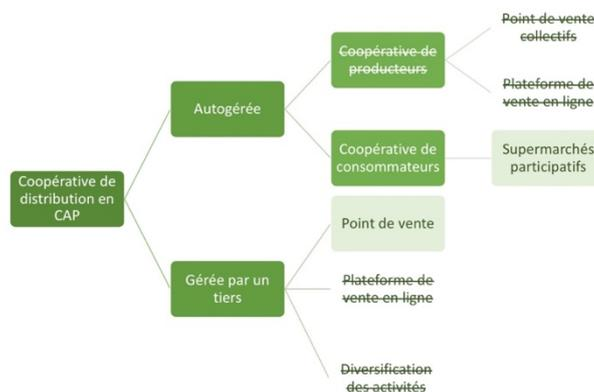 Point de vente
collectifs
Coopérative de
producteurs
Plateforme de
vente en ligne
Autogérée
Coopérative de
consommateurs
Supermarchés
participatifs
Coopérative de
distribution en
CAP
Point de vente
Gérée par un
tiers
Plateforme de
vente en ligne
Diversification
des activités